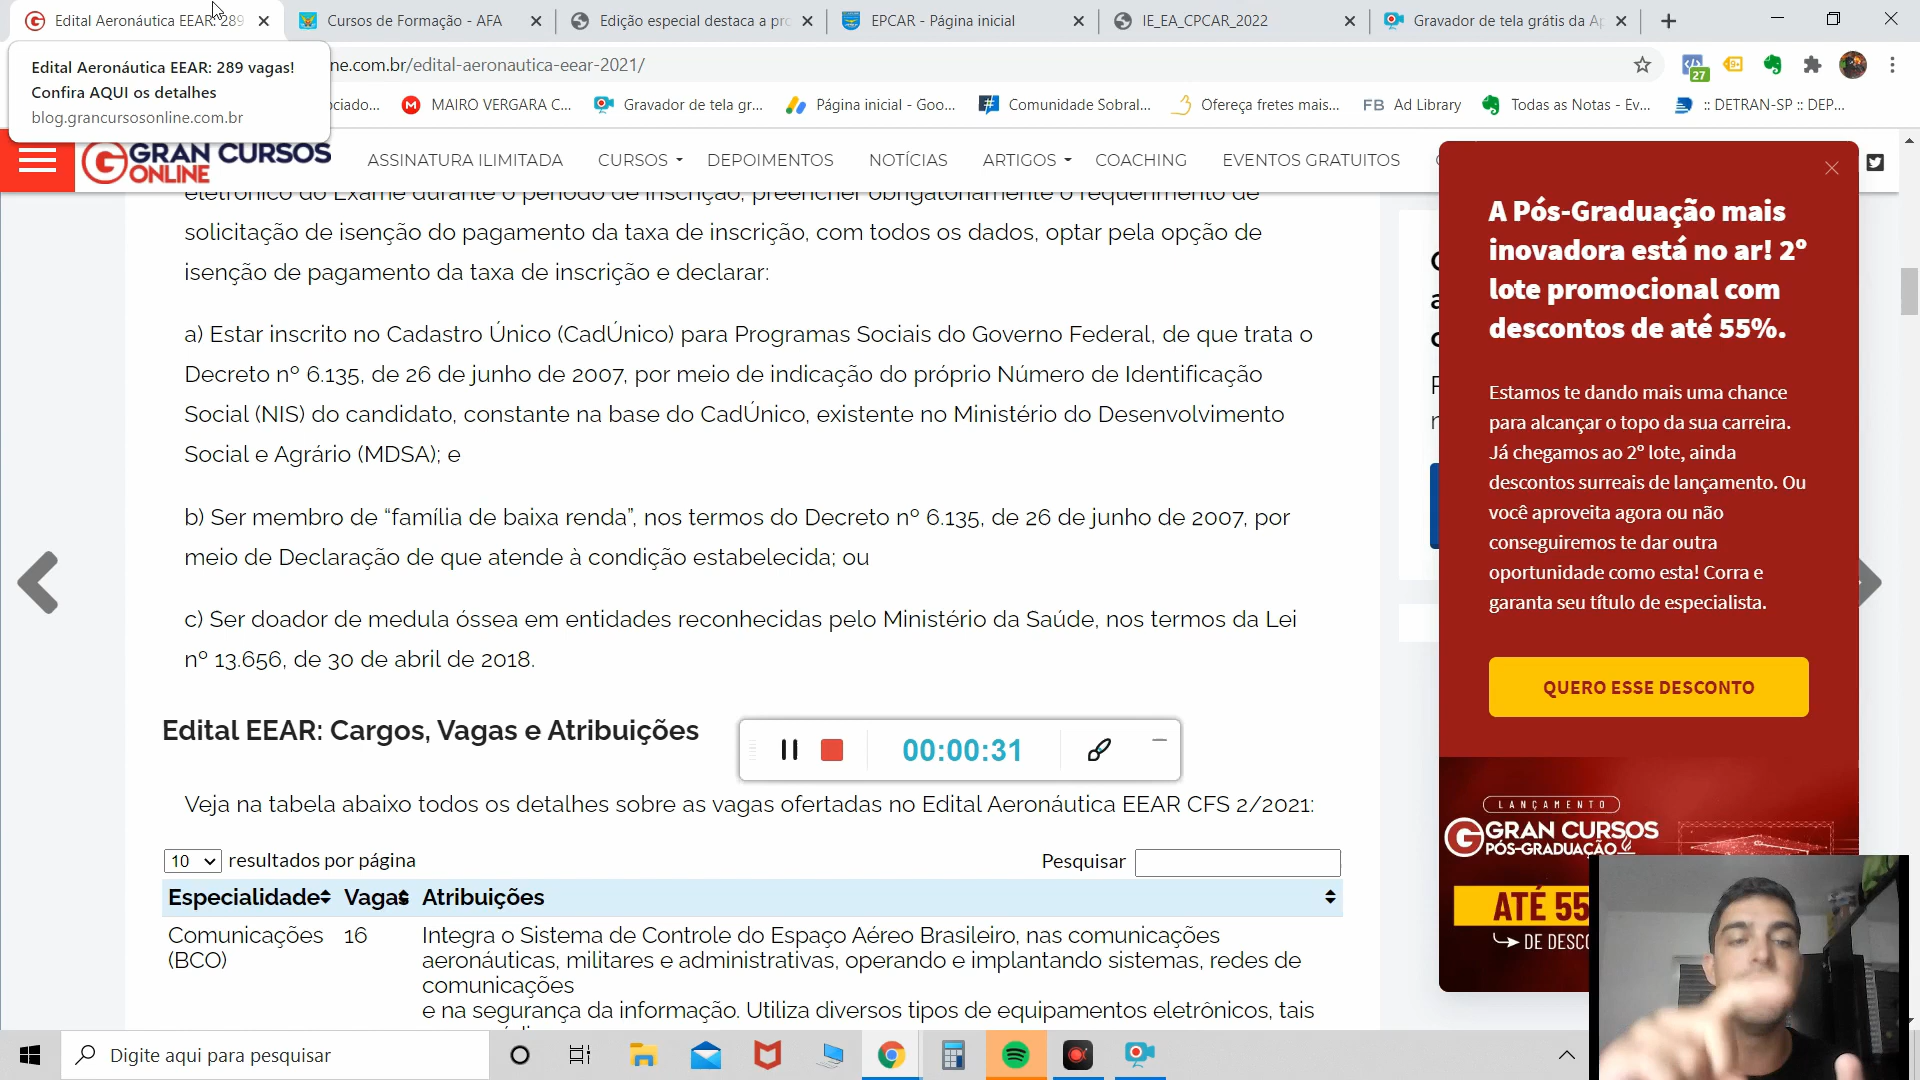 Edital Aeronáutica EEAR: 289
Cursos de Formação - AFA
Edição especial destaca a pro
EPCAR - Página inicial
IE_EA_CPCAR_2022
Gravador de tela grátis da Ap
Edital Aeronáutica EEAR: 289 vagas!
Confira AQUI os detalhes
blog.grancursosonline.com.br
ne.com.br/edital-aeronautica-eear-2021/
27
ociado...
MAIRO VERGARA C...
Gravador de tela gr...
Página inicial - Goo...
Comunidade Sobral...
Ofereça fretes mais...
FB Ad Library
Todas as Notas - Ev...
:: DETRAN-SP :: DEP...
GRAN CURSOS
ONLINE
ASSINATURA ILIMITADA
CURSOS
DEPOIMENTOS
NOTÍCIAS
ARTIGOS
COACHING
EVENTOS GRATUITOS
eletrônico do Exame durante o período de inscrição, preencher obrigatoriamente o requerimento de
solicitação de isenção do pagamento da taxa de inscrição, com todos os dados, optar pela opção de
isenção de pagamento da taxa de inscrição e declarar:
a) Estar inscrito no Cadastro Único (CadÚnico) para Programas Sociais do Governo Federal, de que trata o
Decreto nº 6.135, de 26 de junho de 2007, por meio de indicação do próprio Número de Identificação
Social (NIS) do candidato, constante na base do CadÚnico, existente no Ministério do Desenvolvimento
Social e Agrário (MDSA); e
b) Ser membro de “família de baixa renda”, nos termos do Decreto nº 6.135, de 26 de junho de 2007, por
meio de Declaração de que atende à condição estabelecida; ou
c) Ser doador de medula óssea em entidades reconhecidas pelo Ministério da Saúde, nos termos da Lei
nº 13.656, de 30 de abril de 2018.
Edital EEAR: Cargos, Vagas e Atribuições
00:00:31
Veja na tabela abaixo todos os detalhes sobre as vagas ofertadas no Edital Aeronáutica EEAR CFS 2/2021:
10 resultados por página
Pesquisar
Especialidade Vagas Atribuições
Comunicações 16 Integra o Sistema de Controle do Espaço Aéreo Brasileiro, nas comunicações
(BCO) aeronáuticas, militares e administrativas, operando e implantando sistemas, redes de
comunicações
e na segurança da informação. Utiliza diversos tipos de equipamentos eletrônicos, tais
A Pós-Graduação mais
inovadora está no ar! 2º
lote promocional com
descontos de até 55%.
Estamos te dando mais uma chance
para alcançar o topo da sua carreira.
Já chegamos ao 2º lote, ainda
descontos surreais de lançamento. Ou
você aproveita agora ou não
conseguiremos te dar outra
oportunidade como esta! Corra e
garanta seu título de especialista.
QUERO ESSE DESCONTO
LANÇAMENTO
GRAN CURSOS
PÓS-GRADUAÇÃO
ATÉ 55
DE DESCO
Digite aqui para pesquisar